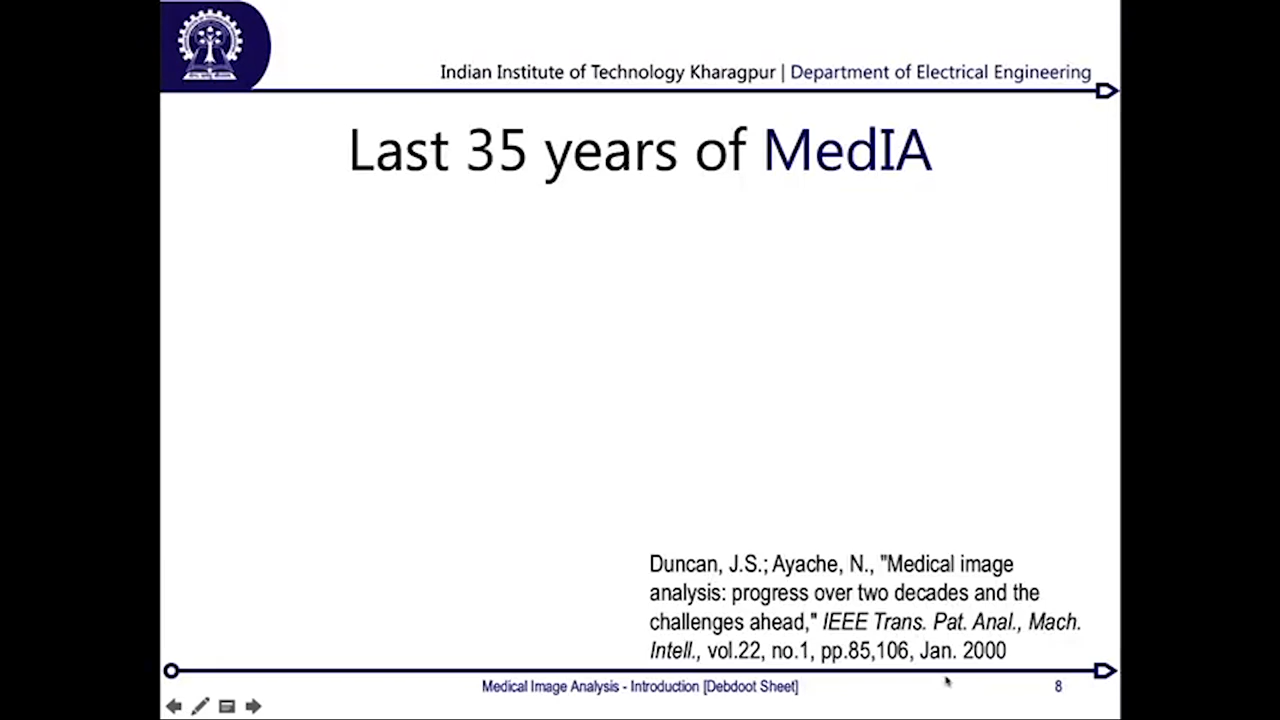 Indian Institute of Technology Kharagpur | Department of Electrical Engineering
Last 35 years of MedIA
Duncan, J.S.; Ayache, N., "Medical image
analysis: progress over two decades and the
challenges ahead," IEEE Trans. Pat. Anal., Mach.
Intell., vol.22, no.1, pp.85,106, Jan. 2000
Medical Image Analysis - Introduction [Debdoot Sheet]
8